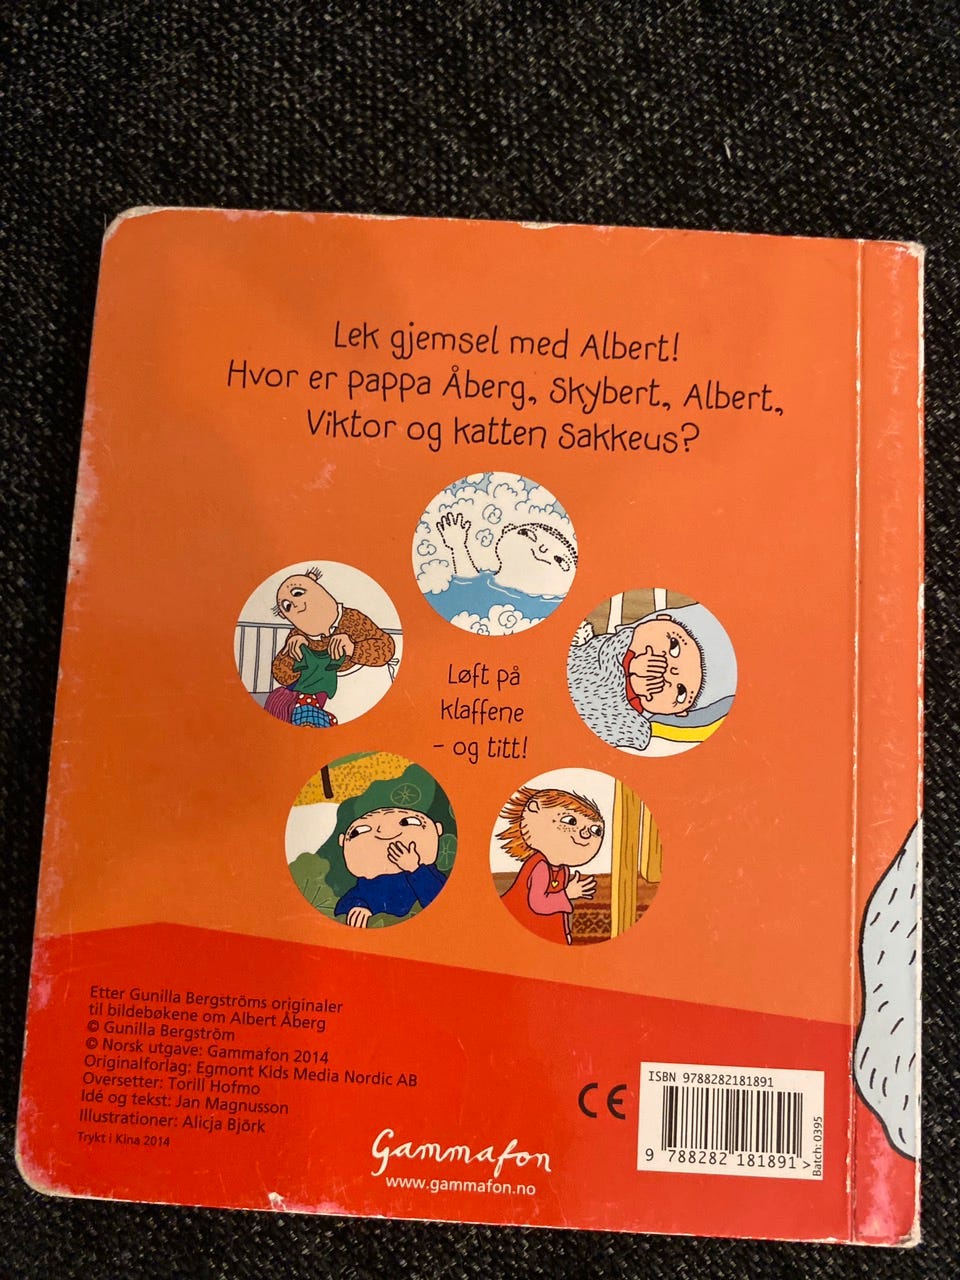 Lek gjemsel med Albert!
Hvor er pappa Åberg, Skybert, Albert,
Viktor og katten Sakkeus?
Løft på
klaffene
- og titt!
Etter Gunilla Bergströms originaler
til bildebøkene om Albert Åberg
© Gunilla Bergström
© Norsk utgave: Gammafon 2014
Originalforlag: Egmont Kids Media Nordic AB
Oversetter: Torill Hofmo
Idé og tekst: Jan Magnusson
Illustrationer: Alicja Björk
Trykt i Kina 2014
Gammafon
www.gammafon.no
CE
ISBN 9788282181891
9 788282 181891 >
Batch: 0395